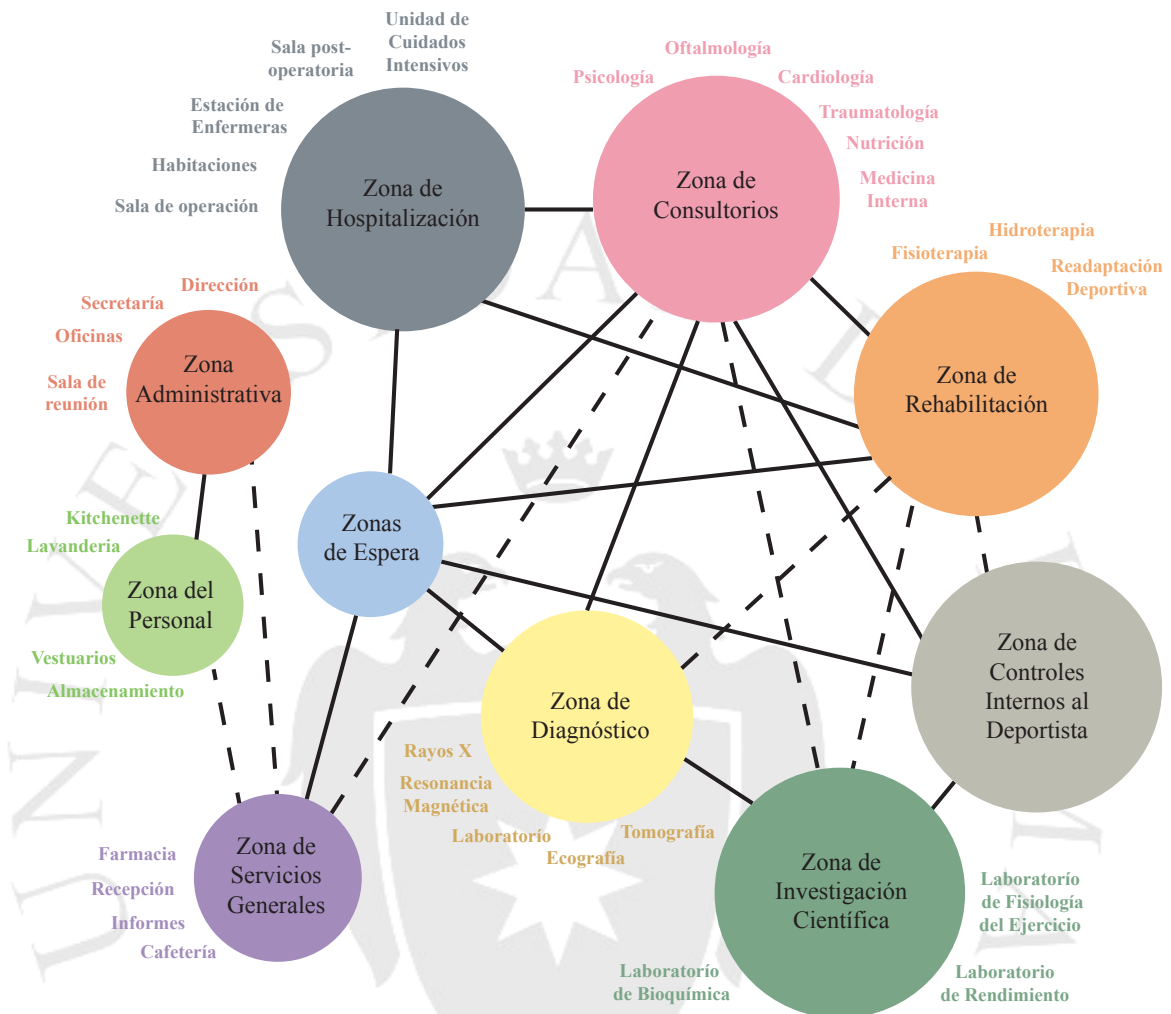 Unidad de
Cuidados
Intensivos
Sala post-
operatoria
Estación de
Enfermeras
Habitaciones
Sala de operación
Zona de
Hospitalización
Oftalmología
Psicología
Cardiología
Traumatología
Nutrición
Medicina
Interna
Zona de
Consultorios
Hidroterapia
Fisioterapia
Readaptación
Deportiva
Zona de
Rehabilitación
Dirección
Secretaría
Oficinas
Sala de
reunión
Zona
Administrativa
Kitchenette
Lavanderia
Zona del
Personal
Vestuarios
Almacenamiento
Zonas
de Espera
Zona de
Controles
Internos al
Deportista
Zona de
Diagnóstico
Rayos X
Resonancia
Magnética
Laboratorío
Ecografía
Tomografía
Farmacia
Recepción
Informes
Cafetería
Zona de
Servicios
Generales
Zona de
Investigación
Científica
Laboratorío
de Fisiología
del Ejercicio
Laboratorío
de Bioquímica
Laboratorio
de Rendimiento